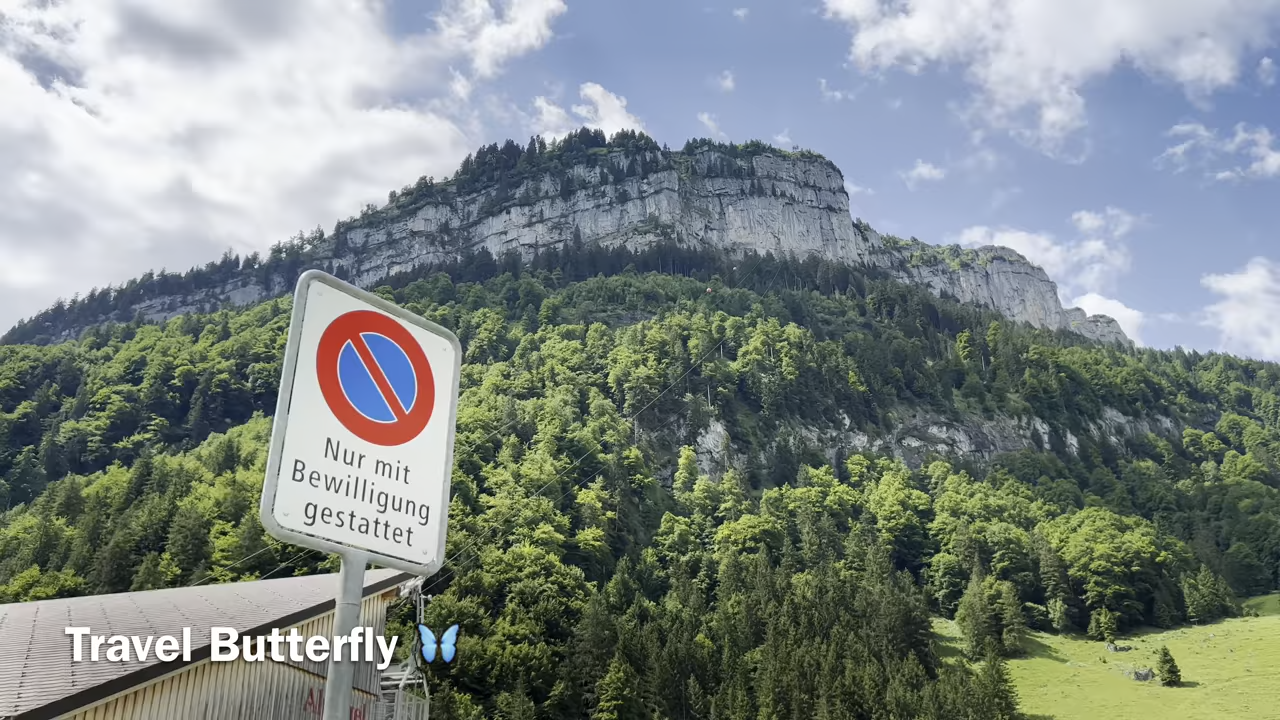 Nur mit
Bewilligung
gestattet
Travel Butterfly 🦋